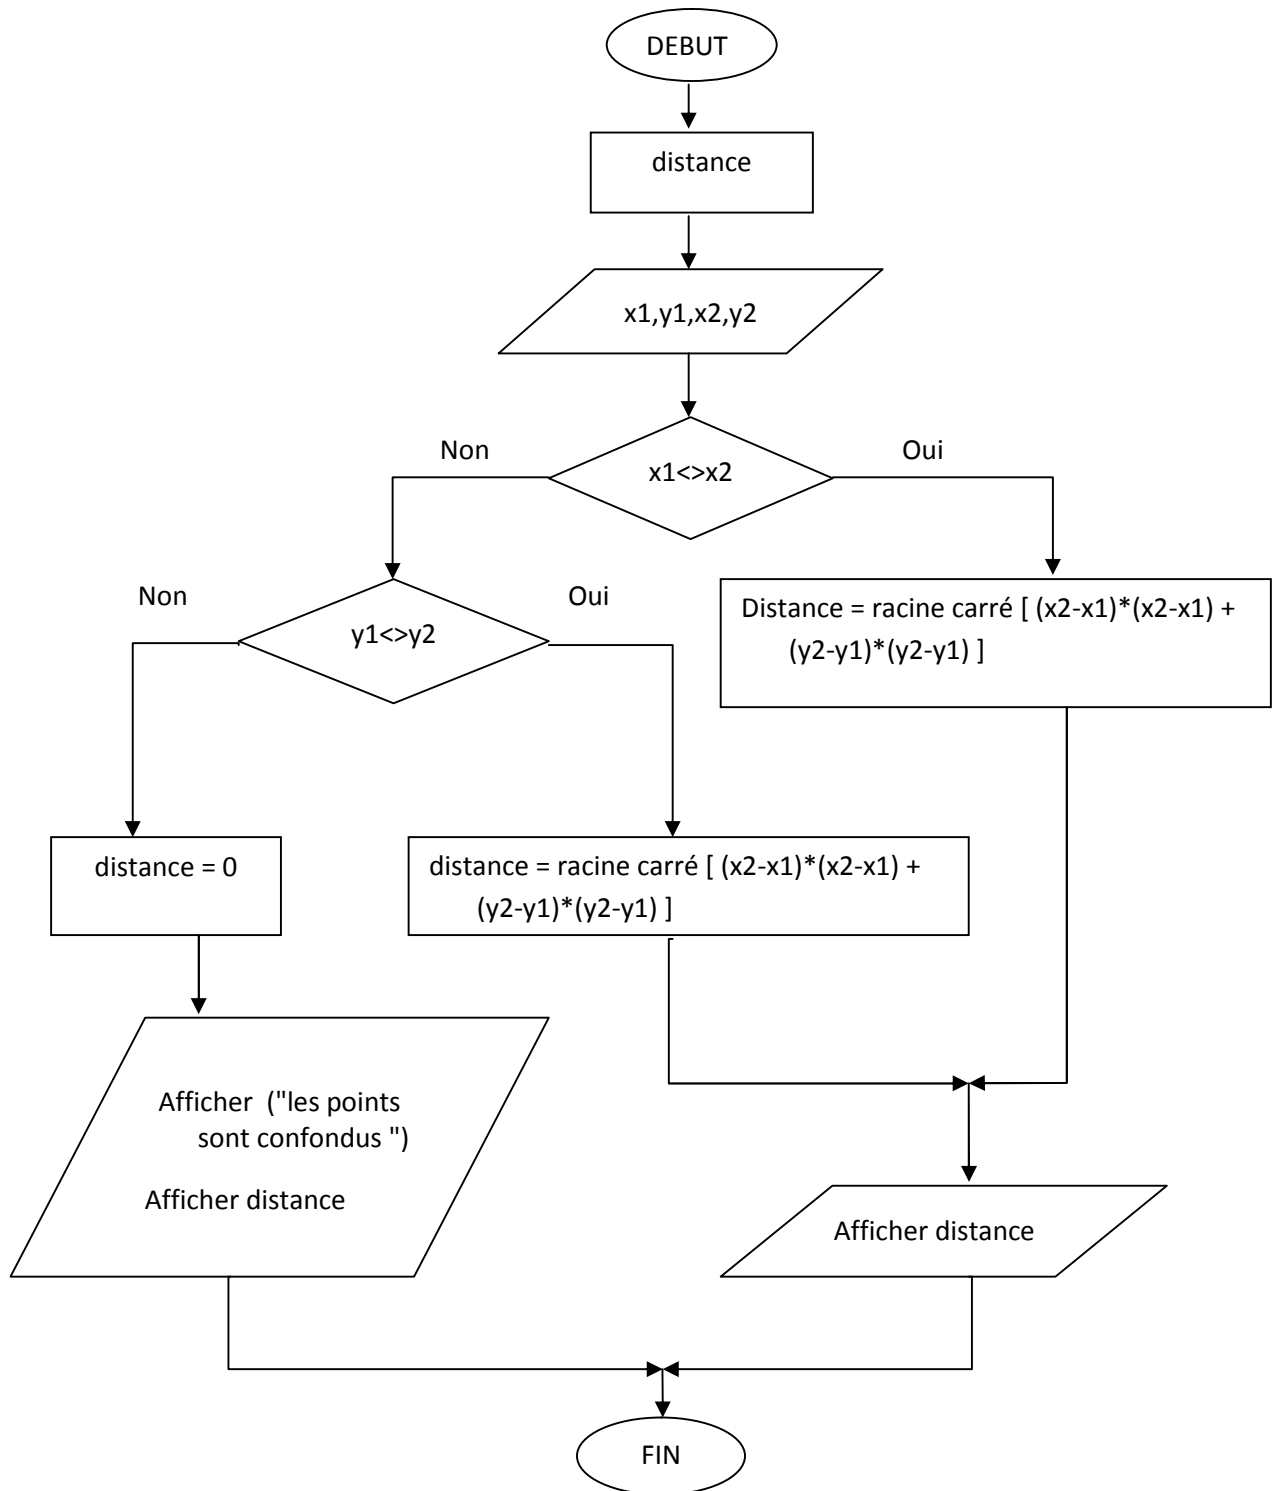 DEBUT
distance
x1,y1,x2,y2
Non
Oui
x1<>x2
Non
Oui
y1<>y2
Distance = racine carré [ (x2-x1)*(x2-x1) +
(y2-y1)*(y2-y1) ]
distance = 0
distance = racine carré [ (x2-x1)*(x2-x1) +
(y2-y1)*(y2-y1) ]
Afficher ("les points
sont confondus ")
Afficher distance
Afficher distance
FIN